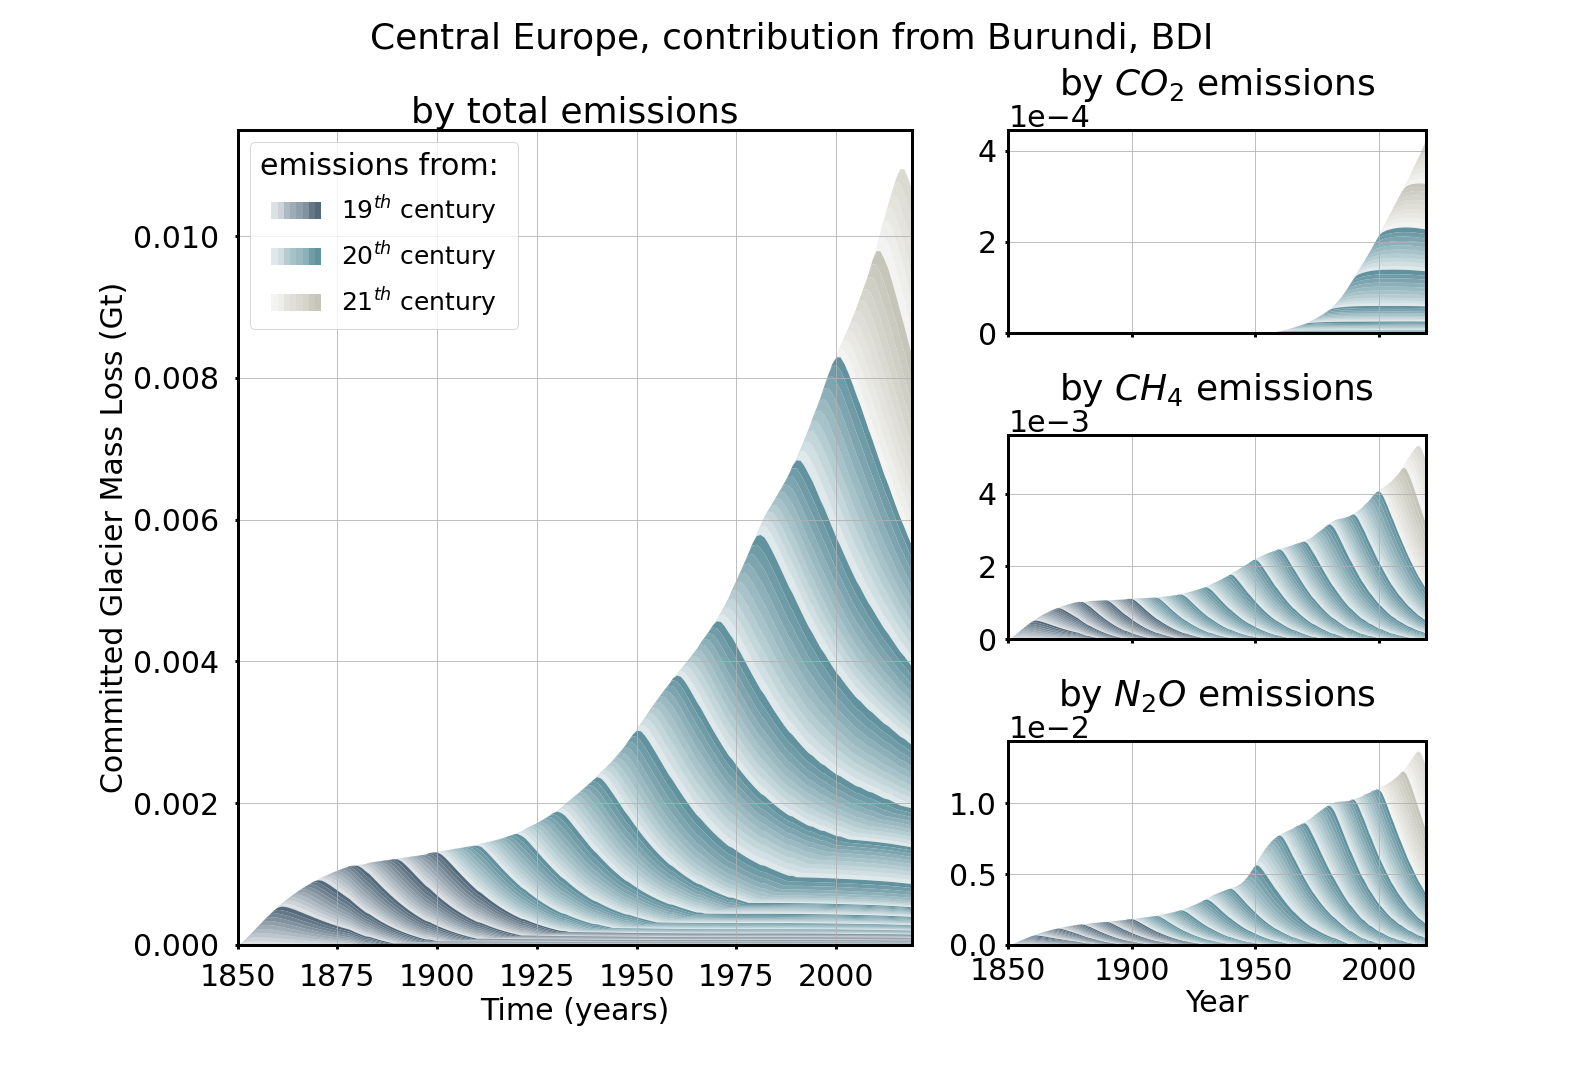 Central Europe, contribution from Burundi, BDI
by total emissions
emissions from:
19th century
20th century
21th century
0.010
0.008
0.006
0.004
0.002
0.000
Committed Glacier Mass Loss (Gt)
1850 1875 1900 1925 1950 1975 2000
Time (years)
by CO2 emissions
1e−4
4
2
0
by CH4 emissions
1e−3
4
2
0
by N2O emissions
1e−2
1.0
0.5
0.0
1850 1900 1950 2000
Year